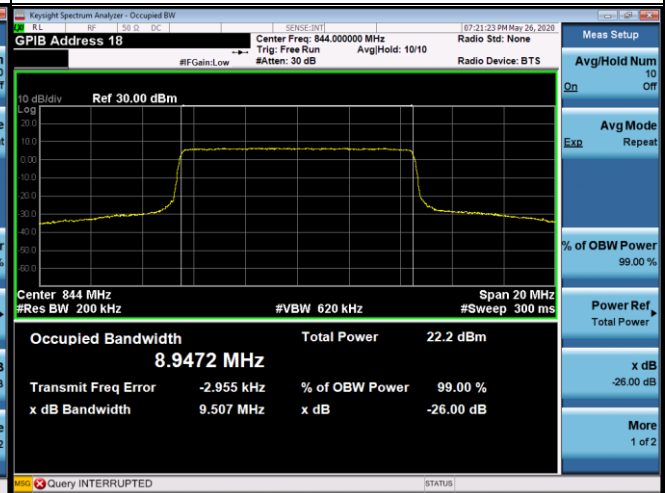 Keysight Spectrum Analyzer - Occupied BW
RL RF 50 Ω DC SENSE:INT 07:21:23 PM May 26, 2020
GPIB Address 18
Center Freq: 844.000000 MHz
Radio Std: None
Trig: Free Run Avg|Hold: 10/10
#IFGain:Low
#Atten: 30 dB
Radio Device: BTS
10 dB/div Ref 30.00 dBm
Log
20.0
10.0
0.00
-10.0
-20.0
-30.0
-40.0
-50.0
-60.0
Center 844 MHz
Span 20 MHz
#Res BW 200 kHz
#VBW 620 kHz
#Sweep 300 ms
Occupied Bandwidth
Total Power 22.2 dBm
8.9472 MHz
Transmit Freq Error -2.955 kHz
% of OBW Power 99.00 %
x dB Bandwidth 9.507 MHz
x dB -26.00 dB
MSG Query INTERRUPTED
STATUS
Meas Setup
Avg/Hold Num
10
On Off
Avg Mode
Exp Repeat
% of OBW Power
99.00 %
Power Ref
Total Power
x dB
-26.00 dB
More
1 of 2